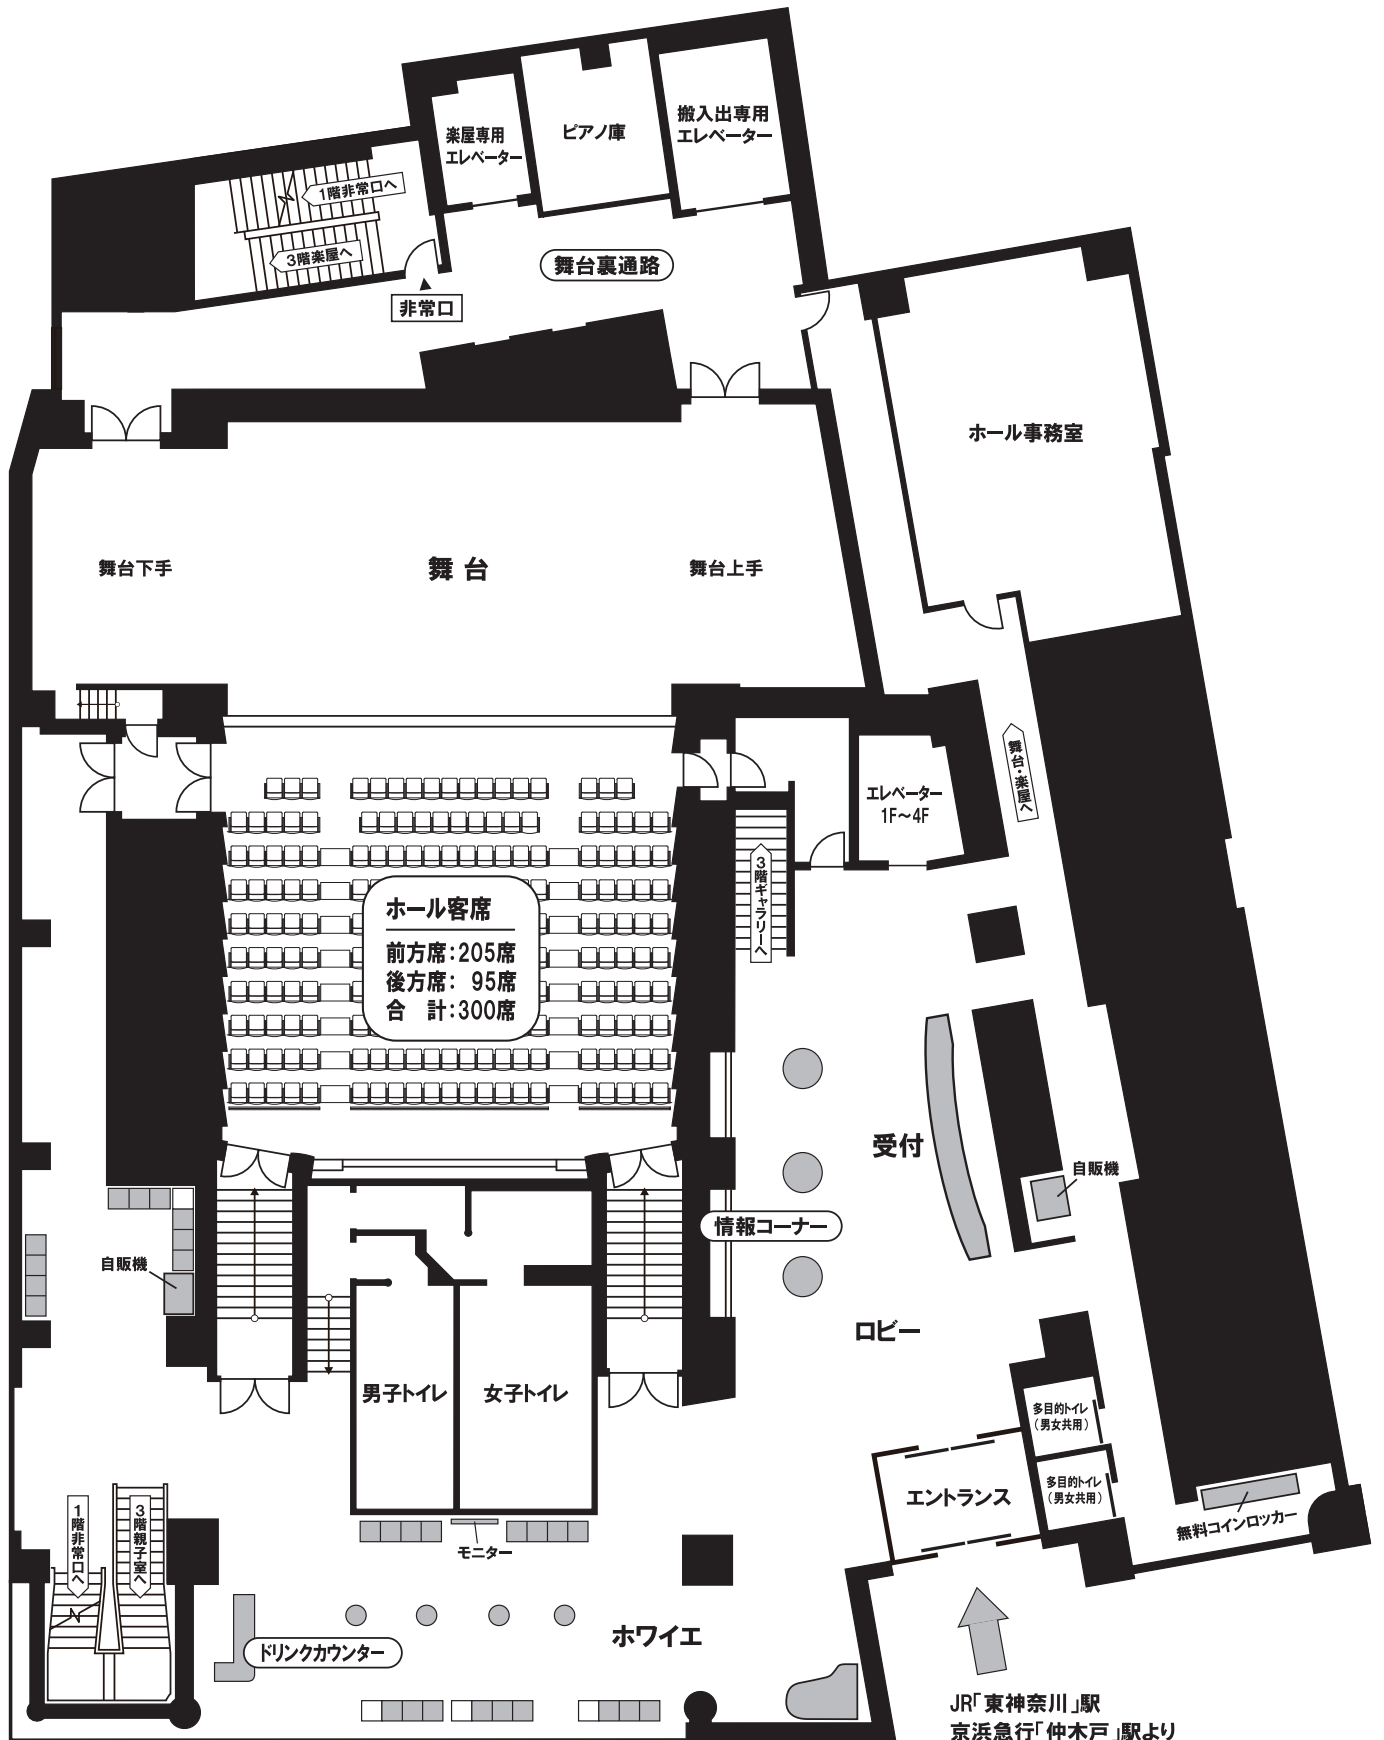 楽屋専用
エレベーター
ピアノ庫
搬入出専用
エレベーター
1階非常口へ
3階楽屋へ
非常口
舞台裏通路
ホール事務室
舞台下手
舞台
舞台上手
舞台・楽屋へ
エレベーター
1F〜4F
3階ギャラリーへ
ホール客席
前方席:205席
後方席: 95席
合 計:300席
受付
自販機
情報コーナー
自販機
ロビー
男子トイレ
女子トイレ
多目的トイレ
(男女共用)
多目的トイレ
(男女共用)
エントランス
無料コインロッカー
1階非常口へ
3階親子室へ
モニター
ドリンクカウンター
ホワイエ
JR「東神奈川」駅
京浜急行「仲木戸」駅より